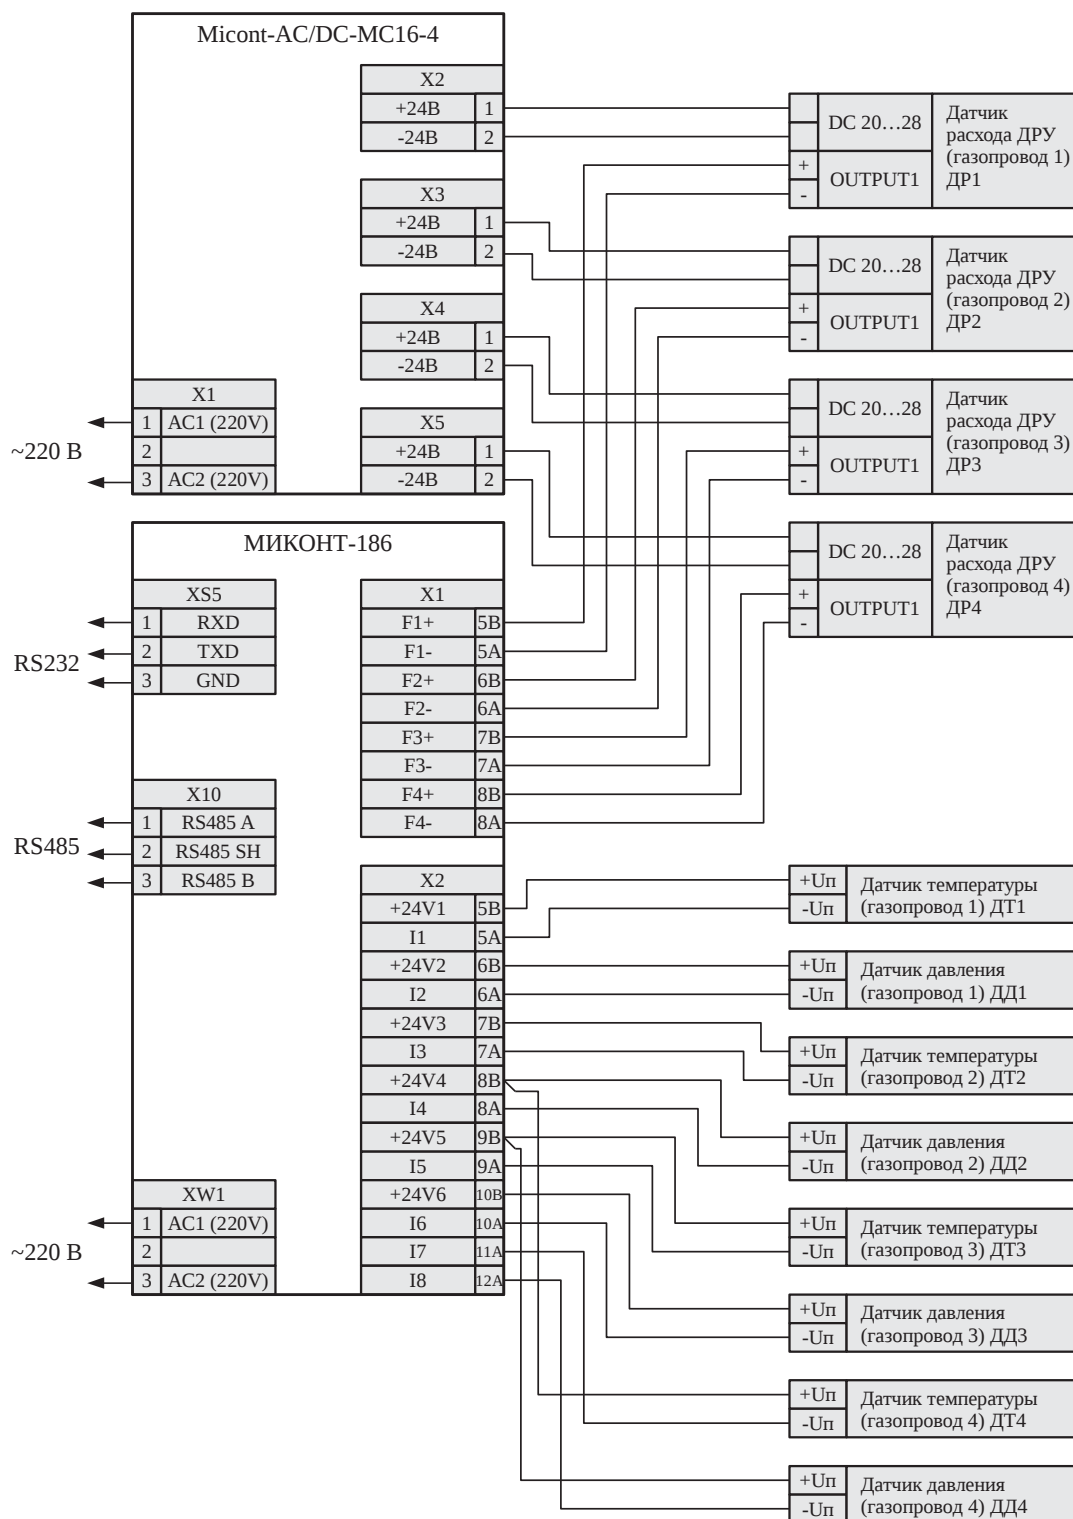 Micont-AC/DC-MC16-4
X2
+24В 1
-24В 2
X3
+24В 1
-24В 2
X4
+24В 1
-24В 2
X1
1 AC1 (220V)
2
3 AC2 (220V)
~220 В
X5
+24В 1
-24В 2
DC 20…28
+
-
OUTPUT1
Датчик
расхода ДРУ
(газопровод 1)
ДР1
DC 20…28
+
-
OUTPUT1
Датчик
расхода ДРУ
(газопровод 2)
ДР2
DC 20…28
+
-
OUTPUT1
Датчик
расхода ДРУ
(газопровод 3)
ДР3
DC 20…28
+
-
OUTPUT1
Датчик
расхода ДРУ
(газопровод 4)
ДР4
МИКОНТ-186
XS5
1 RXD
2 TXD
3 GND
RS232
X1
F1+ 5B
F1- 5A
F2+ 6B
F2- 6A
F3+ 7B
F3- 7A
F4+ 8B
F4- 8A
X10
1 RS485 A
2 RS485 SH
3 RS485 B
RS485
X2
+24V1 5B
I1 5A
+24V2 6B
I2 6A
+24V3 7B
I3 7A
+24V4 8B
I4 8A
+24V5 9B
I5 9A
+24V6 10B
I6 10A
I7 11A
I8 12A
XW1
1 AC1 (220V)
2
3 AC2 (220V)
~220 В
+Uп
-Uп
Датчик температуры
(газопровод 1) ДТ1
+Uп
-Uп
Датчик давления
(газопровод 1) ДД1
+Uп
-Uп
Датчик температуры
(газопровод 2) ДТ2
+Uп
-Uп
Датчик давления
(газопровод 2) ДД2
+Uп
-Uп
Датчик температуры
(газопровод 3) ДТ3
+Uп
-Uп
Датчик давления
(газопровод 3) ДД3
+Uп
-Uп
Датчик температуры
(газопровод 4) ДТ4
+Uп
-Uп
Датчик давления
(газопровод 4) ДД4